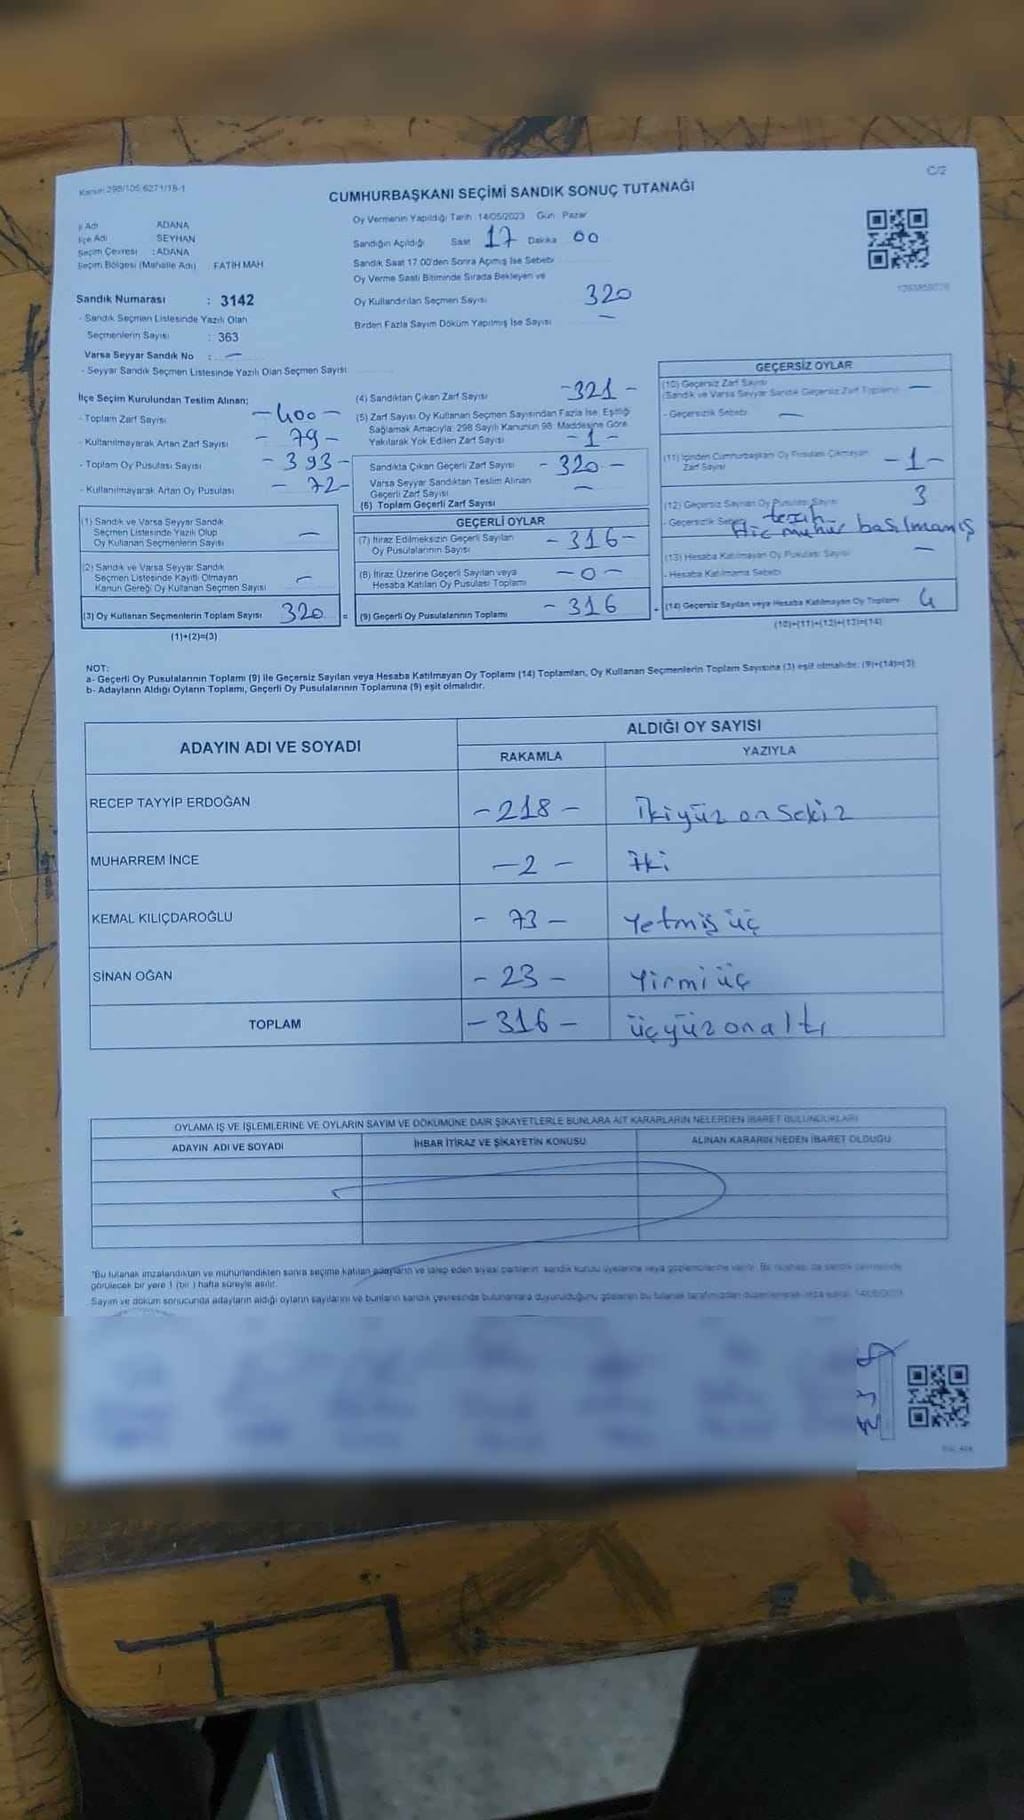 Kanun: 298/105 6271/18-1
C/2
CUMHURBAŞKANI SEÇİMİ SANDIK SONUÇ TUTANAĞI
İl Adı ADANA
İlçe Adı SEYHAN
Seçim Çevresi : ADANA
Seçim Bölgesi (Mahalle Adı) FATİH MAH
Sandık Numarası : 3142
- Sandık Seçmen Listesinde Yazılı Olan
Seçmenlerin Sayısı : 363
Varsa Seyyar Sandık No : —
- Seyyar Sandık Seçmen Listesinde Yazılı Olan Seçmen Sayısı
Oy Vermenin Yapıldığı Tarih : 14/05/2023 Gün : Pazar
Sandığın Açıldığı Saat 17 Dakika 00
Sandık Saat 17.00'den Sonra Açımış İse Sebebi
Oy Verme Saati Bitiminde Sırada Bekleyen ve
Oy Kullandırılan Seçmen Sayısı 320
Birden Fazla Sayım Döküm Yapılmış İse Sayısı —
İlçe Seçim Kurulundan Teslim Alınan;
- Toplam Zarf Sayısı - 400 -
- Kullanılmayarak Artan Zarf Sayısı - 79 -
- Toplam Oy Pusulası Sayısı - 393 -
- Kullanılmayarak Artan Oy Pusulası - 72 -
(1) Sandık ve Varsa Seyyar Sandık
Seçmen Listesinde Yazılı Olup
Oy Kullanan Seçmenlerin Sayısı —
(2) Sandık ve Varsa Seyyar Sandık
Seçmen Listesinde Kayıtlı Olmayan
Kanun Gereği Oy Kullanan Seçmen Sayısı —
(3) Oy Kullanan Seçmenlerin Toplam Sayısı 320 =
(1)+(2)=(3)
(4) Sandıktan Çıkan Zarf Sayısı - 321 -
(5) Zarf Sayısı Oy Kullanan Seçmen Sayısından Fazla İse, Eşitliği
Sağlamak Amacıyla; 298 Sayılı Kanunun 98. Maddesine Göre
Yakılarak Yok Edilen Zarf Sayısı - 1 -
Sandıkta Çıkan Geçerli Zarf Sayısı - 320 -
Varsa Seyyar Sandıktan Teslim Alınan
Geçerli Zarf Sayısı —
(6) Toplam Geçerli Zarf Sayısı
GEÇERLİ OYLAR
(7) İtiraz Edilmeksizin Geçerli Sayılan
Oy Pusulalarının Sayısı - 316 -
(8) İtiraz Üzerine Geçerli Sayılan veya
Hesaba Katılan Oy Pusulası Toplamı - 0 -
(9) Geçerli Oy Pusulalarının Toplamı - 316
GEÇERSİZ OYLAR
(10) Geçersiz Zarf Sayısı
(Sandık ve Varsa Seyyar Sandık Geçersiz Zarf Toplamı) —
- Geçersizlik Sebebi —
(11) İçinden Cumhurbaşkanı Oy Pusulası Çıkmayan
Zarf Sayısı - 1 -
(12) Geçersiz Sayılan Oy Pusulası Sayısı 3
- Geçersizlik Sebebi tercih
Hiç mühür basılmamış
(13) Hesaba Katılmayan Oy Pusulası Sayısı —
- Hesaba Katılmama Sebebi
(14) Geçersiz Sayılan veya Hesaba Katılmayan Oy Toplamı 4
(10)+(11)+(12)+(13)=(14)
NOT:
a- Geçerli Oy Pusulalarının Toplamı (9) ile Geçersiz Sayılan veya Hesaba Katılmayan Oy Toplamı (14) Toplamları, Oy Kullanan Seçmenlerin Toplam Sayısına (3) eşit olmalıdır. (9)+(14)=(3)
b- Adayların Aldığı Oyların Toplamı, Geçerli Oy Pusulalarının Toplamına (9) eşit olmalıdır.
ADAYIN ADI VE SOYADI
ALDIĞI OY SAYISI
RAKAMLA YAZIYLA
RECEP TAYYİP ERDOĞAN - 218 - İkiyüz on sekiz
MUHARREM İNCE - 2 - İki
KEMAL KILIÇDAROĞLU - 73 - Yetmiş üç
SİNAN OĞAN - 23 - Yirmi üç
TOPLAM - 316 - üçyüz on altı
OYLAMA İŞ VE İŞLEMLERİNE VE OYLARIN SAYIM VE DÖKÜMÜNE DAİR ŞİKAYETLERLE BUNLARA AİT KARARLARIN NELERDEN İBARET BULUNDUKLARI
ADAYIN ADI VE SOYADI İHBAR İTİRAZ VE ŞİKAYETİN KONUSU ALINAN KARARIN NEDEN İBARET OLDUĞU
*Bu tutanak imzalandıktan ve mühürlendikten sonra seçime katılan adayların ve talep eden siyasi partilerin, sandık kurulu üyelerine veya gözlemcilerine verilir. Bir nüshası da sandık çevresinde
görülecek bir yere 1 (bir) hafta süreyle asılır.
Sayım ve döküm sonucunda adayların aldığı oyların sayılarını ve bunların sandık çevresinde bulunanlara duyurulduğunu gösteren bu tutanak tarafımızdan düzenlenerek